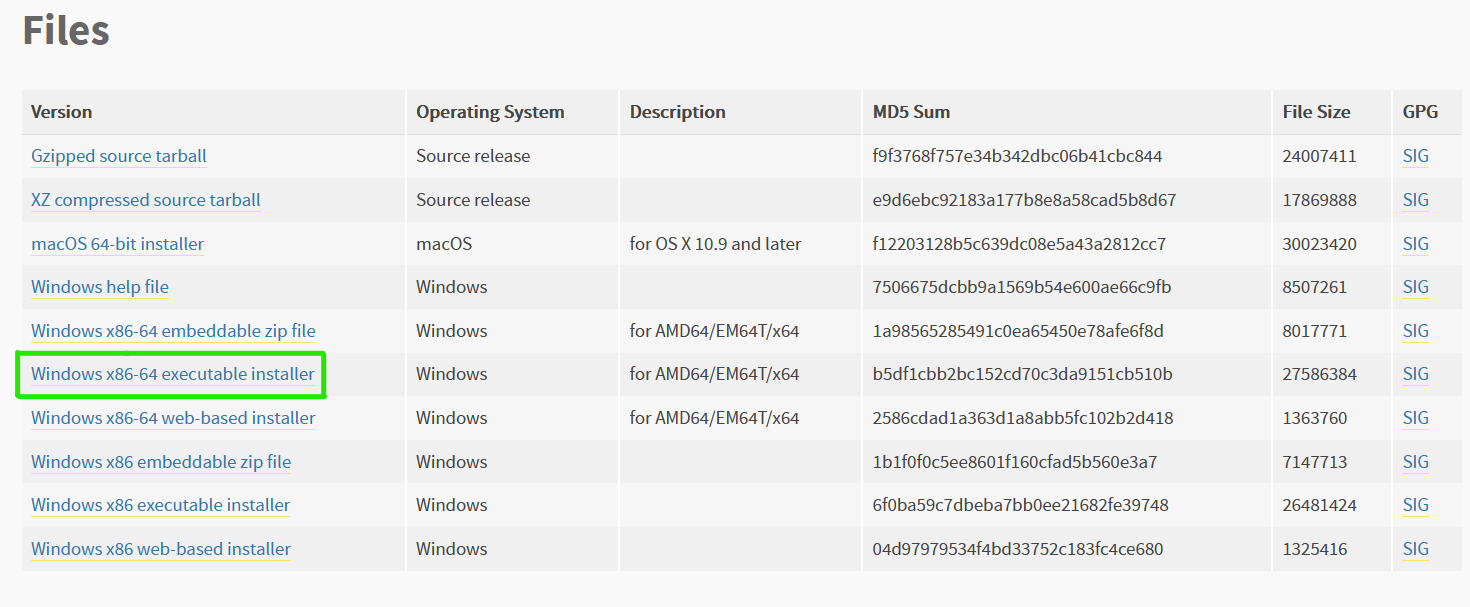 Files
Version Operating System Description MD5 Sum File Size GPG
Gzipped source tarball Source release f9f3768f757e34b342dbc06b41cbc844 24007411 SIG
XZ compressed source tarball Source release e9d6ebc92183a177b8e8a58cad5b8d67 17869888 SIG
macOS 64-bit installer macOS for OS X 10.9 and later f12203128b5c639dc08e5a43a2812cc7 30023420 SIG
Windows help file Windows 7506675dcbb9a1569b54e600ae66c9fb 8507261 SIG
Windows x86-64 embeddable zip file Windows for AMD64/EM64T/x64 1a98565285491c0ea65450e78afe6f8d 8017771 SIG
Windows x86-64 executable installer Windows for AMD64/EM64T/x64 b5df1cbb2bc152cd70c3da9151cb510b 27586384 SIG
Windows x86-64 web-based installer Windows for AMD64/EM64T/x64 2586cdad1a363d1a8abb5fc102b2d418 1363760 SIG
Windows x86 embeddable zip file Windows 1b1f0f0c5ee8601f160cfad5b560e3a7 7147713 SIG
Windows x86 executable installer Windows 6f0ba59c7dbeba7bb0ee21682fe39748 26481424 SIG
Windows x86 web-based installer Windows 04d97979534f4bd33752c183fc4ce680 1325416 SIG